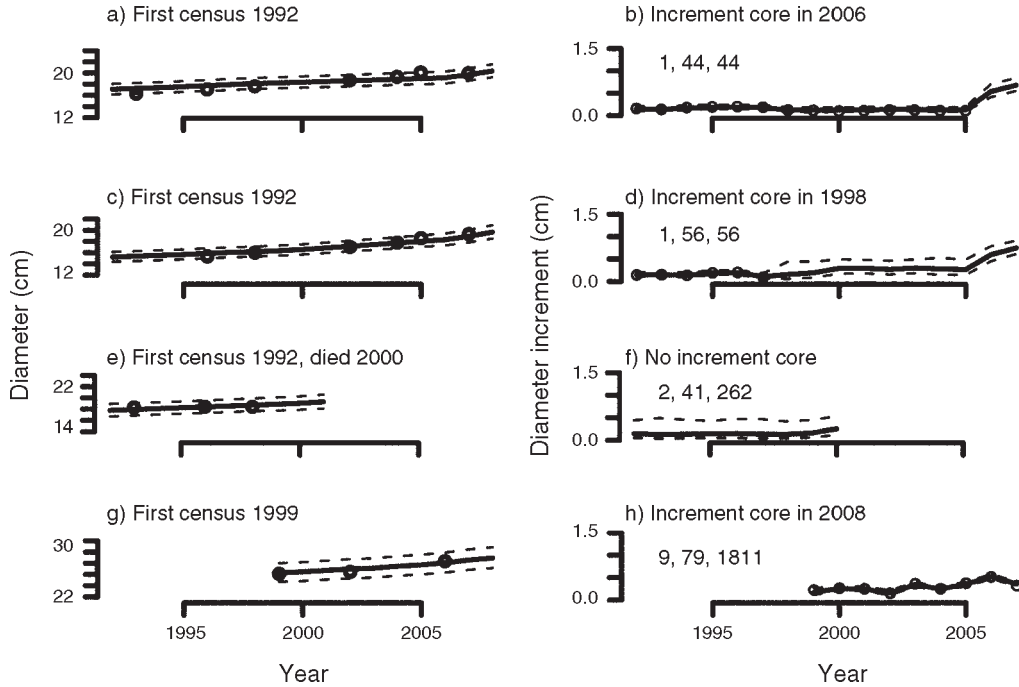 a) First census 1992
20
12
b) Increment core in 2006
1.5
0.0
1, 44, 44
c) First census 1992
20
12
d) Increment core in 1998
1.5
0.0
1, 56, 56
e) First census 1992, died 2000
22
14
f) No increment core
1.5
0.0
2, 41, 262
g) First census 1999
30
22
1995
2000
2005
h) Increment core in 2008
1.5
0.0
9, 79, 1811
1995
2000
2005
Diameter (cm)
Diameter increment (cm)
Year
Year